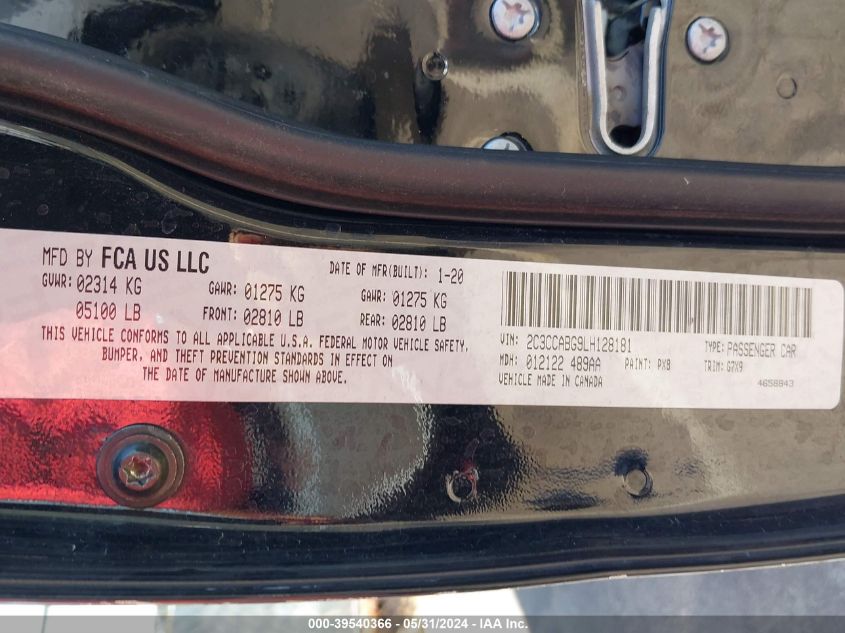 MFD BY FCA US LLC
DATE OF MFR(BUILT): 1-20
GVWR: 02314 KG
GAWR: 01275 KG
GAWR: 01275 KG
05100 LB
FRONT: 02810 LB
REAR: 02810 LB
THIS VEHICLE CONFORMS TO ALL APPLICABLE U.S.A. FEDERAL MOTOR VEHICLE SAFETY,
BUMPER, AND THEFT PREVENTION STANDARDS IN EFFECT ON
THE DATE OF MANUFACTURE SHOWN ABOVE.
VIN: 2C3CCABG9LH128181
TYPE: PASSENGER CAR
MDH: 012122 489AA
PAINT: PX8
TRIM: G7X9
VEHICLE MADE IN CANADA
4658843
000-39540366 - 05/31/2024 - IAA